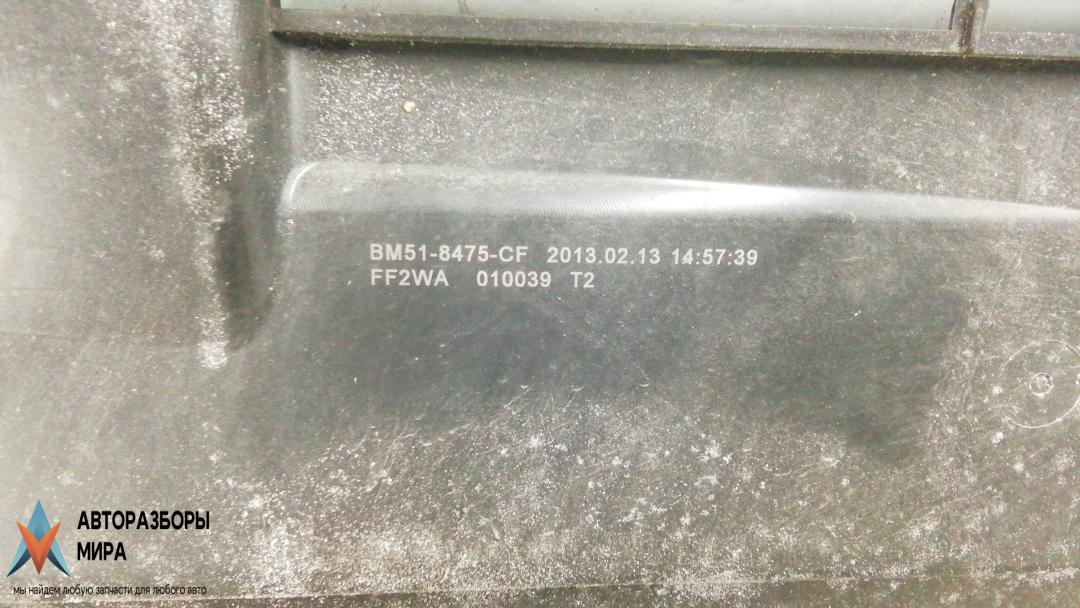 BM51-8475-CF 2013.02.13 14:57:39
FF2WA 010039 T2
АВТОРАЗБОРЫ
МИРА
мы найдем любую запчасти для любого авто